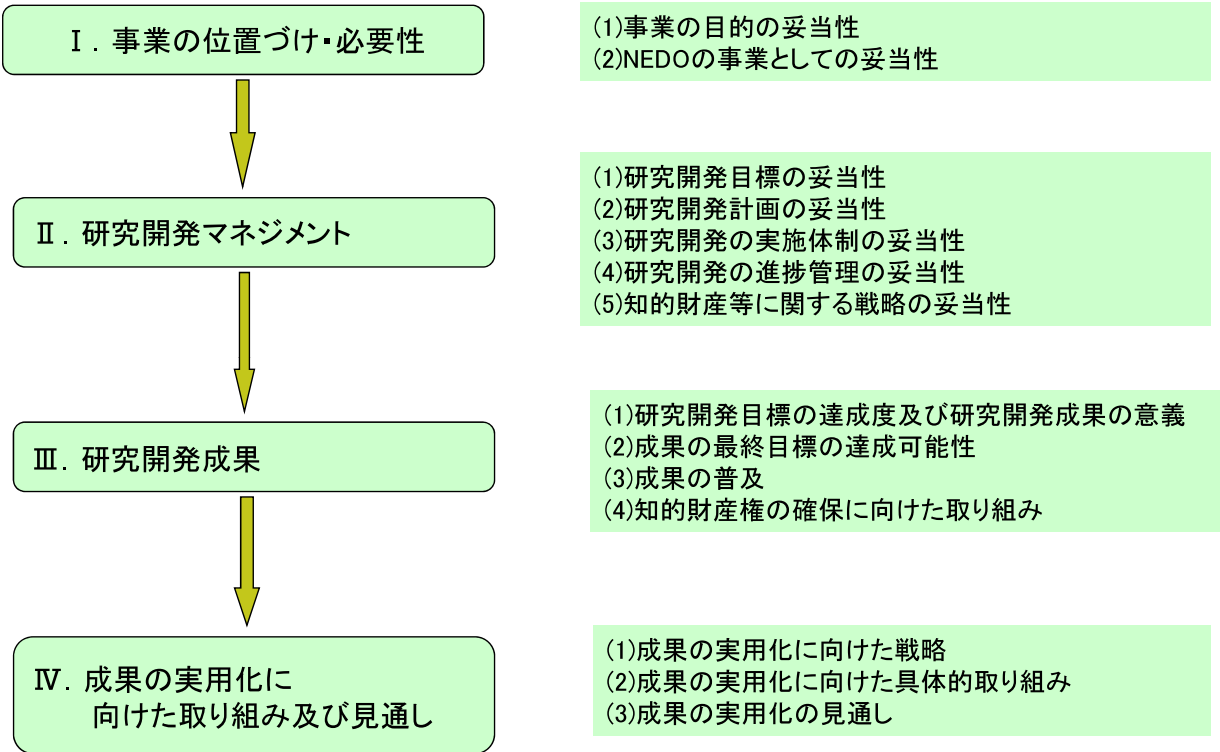 Ⅰ．事業の位置づけ・必要性
(1)事業の目的の妥当性
(2)NEDOの事業としての妥当性
Ⅱ．研究開発マネジメント
(1)研究開発目標の妥当性
(2)研究開発計画の妥当性
(3)研究開発の実施体制の妥当性
(4)研究開発の進捗管理の妥当性
(5)知的財産等に関する戦略の妥当性
Ⅲ．研究開発成果
(1)研究開発目標の達成度及び研究開発成果の意義
(2)成果の最終目標の達成可能性
(3)成果の普及
(4)知的財産権の確保に向けた取り組み
Ⅳ．成果の実用化に
向けた取り組み及び見通し
(1)成果の実用化に向けた戦略
(2)成果の実用化に向けた具体的取り組み
(3)成果の実用化の見通し